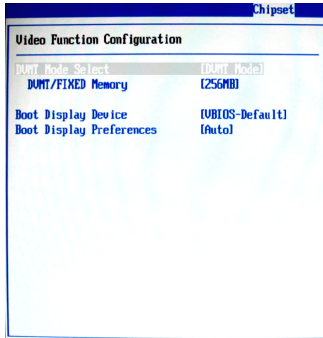 Chipset
Video Function Configuration
DVMT Mode Select [DVMT Mode]
DVMT/FIXED Memory [256MB]
Boot Display Device [VBIOS-Default]
Boot Display Preferences [Auto]